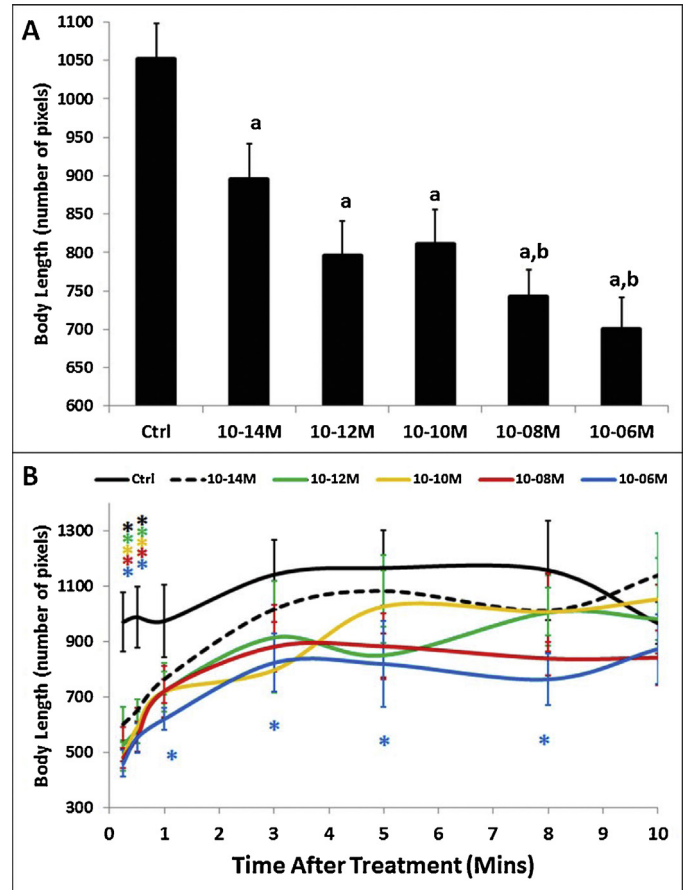 A
Body Length (number of pixels)
1100
1050
1000
950
900
850
800
750
700
650
600
a
a
a
a,b
a,b
Ctrl 10-14M 10-12M 10-10M 10-08M 10-06M
B
Ctrl 10-14M 10-12M 10-10M 10-08M 10-06M
Body Length (number of pixels)
1300
1100
900
700
500
300
* *
* *
* *
* *
* *
* * * *
0 1 2 3 4 5 6 7 8 9 10
Time After Treatment (Mins)